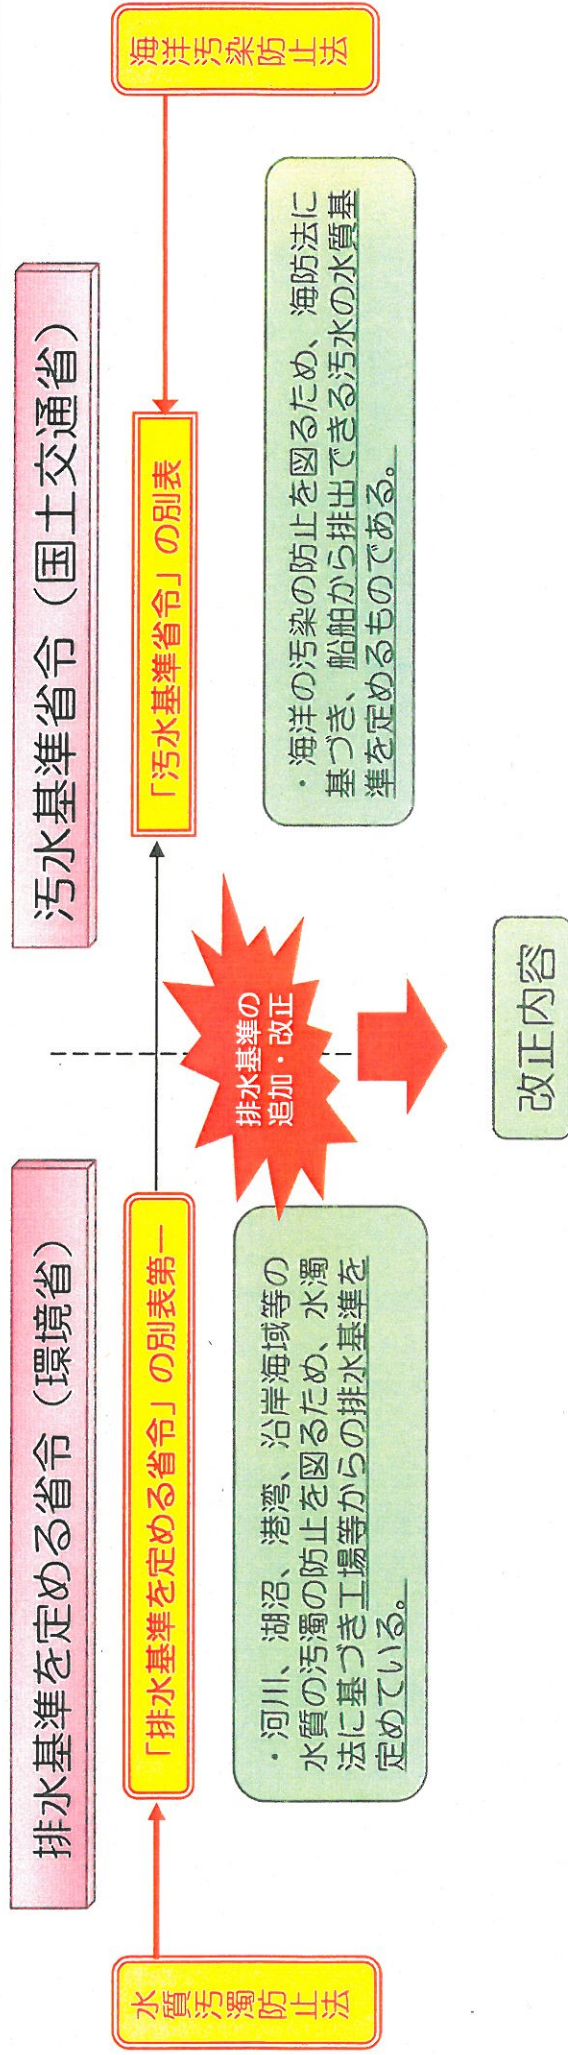 排水基準を定める省令（環境省）
汚水基準省令（国土交通省）
水質汚濁防止法
「排水基準を定める省令」の別表第一
「汚水基準省令」の別表
海洋汚染防止法
・河川、湖沼、港湾、沿岸海域等の
水質の汚濁の防止を図るため、水濁
法に基づき工場等からの排水基準を
定めている。
排水基準の
追加・改正
・海洋の汚染の防止を図るため、海防法に
基づき、船舶から排出できる汚水の水質基
準を定めるものである。
改正内容